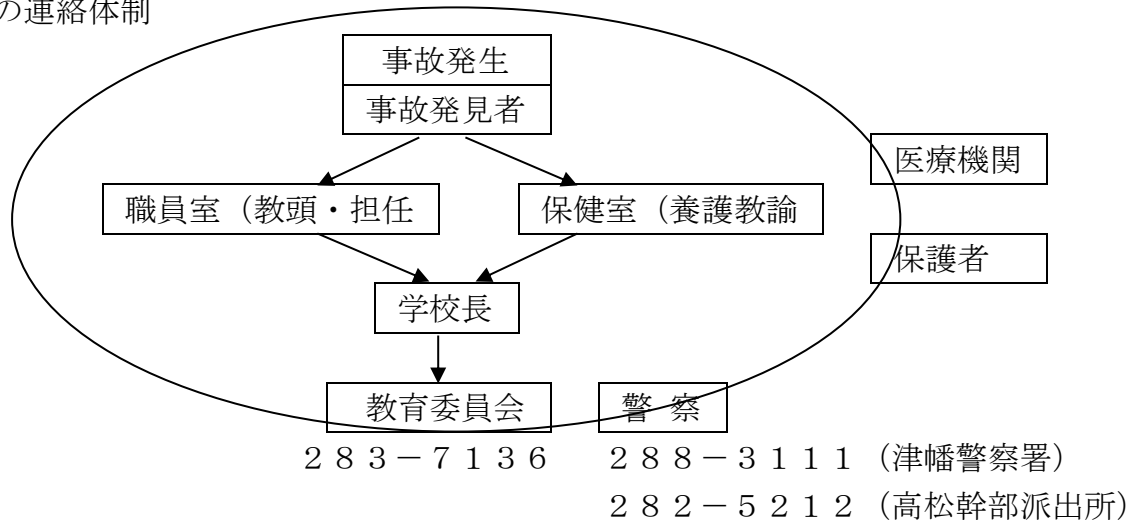 の連絡体制
事故発生
事故発見者
医療機関
職員室（教頭・担任
保健室（養護教諭
保護者
学校長
教育委員会
警 察
２８３－７１３６
２８８－３１１１（津幡警察署）
２８２－５２１２（高松幹部派出所）